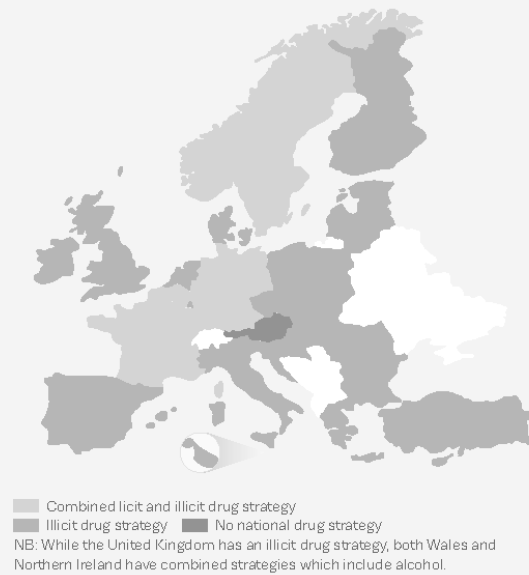 Combined licit and illicit drug strategy
Illicit drug strategy No national drug strategy
NB: While the United Kingdom has an illicit drug strategy, both Wales and
Northern Ireland have combined strategies which include alcohol.